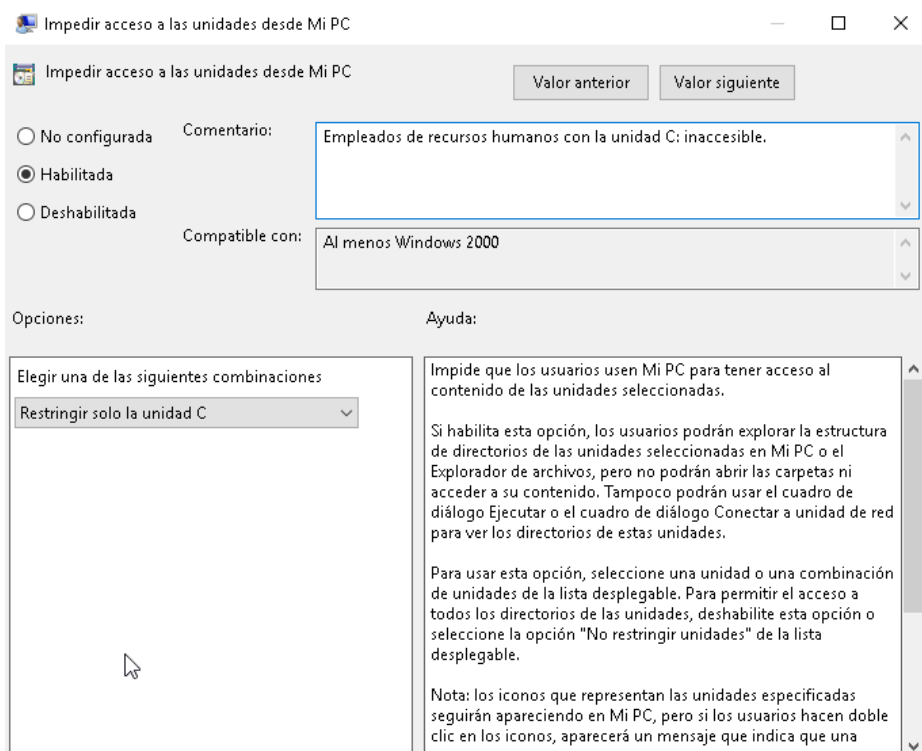 Impedir acceso a las unidades desde Mi PC
Impedir acceso a las unidades desde Mi PC
Valor anterior
Valor siguiente
No configurada
Habilitada
Deshabilitada
Comentario:
Empleados de recursos humanos con la unidad C: inaccesible.
Compatible con:
Al menos Windows 2000
Opciones:
Ayuda:
Elegir una de las siguientes combinaciones
Restringir solo la unidad C
Impide que los usuarios usen Mi PC para tener acceso al
contenido de las unidades seleccionadas.
Si habilita esta opción, los usuarios podrán explorar la estructura
de directorios de las unidades seleccionadas en Mi PC o el
Explorador de archivos, pero no podrán abrir las carpetas ni
acceder a su contenido. Tampoco podrán usar el cuadro de
diálogo Ejecutar o el cuadro de diálogo Conectar a unidad de red
para ver los directorios de estas unidades.
Para usar esta opción, seleccione una unidad o una combinación
de unidades de la lista desplegable. Para permitir el acceso a
todos los directorios de las unidades, deshabilite esta opción o
seleccione la opción "No restringir unidades" de la lista
desplegable.
Nota: los iconos que representan las unidades especificadas
seguirán apareciendo en Mi PC, pero si los usuarios hacen doble
clic en los iconos, aparecerá un mensaje que indica que una